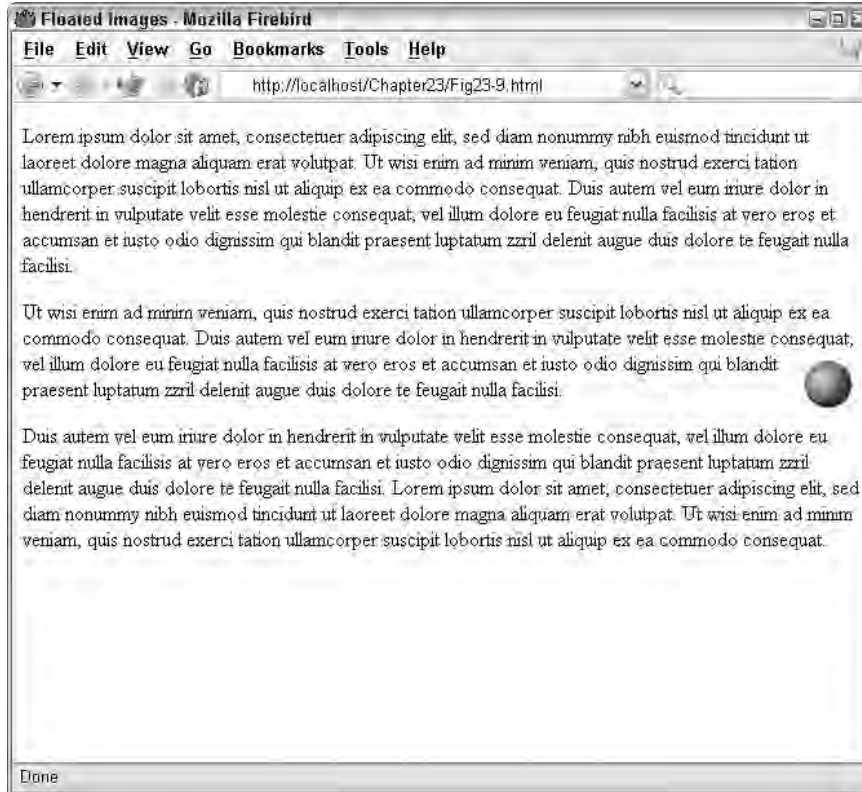 Floated Images - Mozilla Firebird
File Edit View Go Bookmarks Tools Help
http://localhost/Chapter23/Fig23-9.html
Lorem ipsum dolor sit amet, consectetuer adipiscing elit, sed diam nonummy nibh euismod tincidunt ut
laoreet dolore magna aliquam erat volutpat. Ut wisi enim ad minim veniam, quis nostrud exerci tation
ullamcorper suscipit lobortis nisl ut aliquip ex ea commodo consequat. Duis autem vel eum iriure dolor in
hendrerit in vulputate velit esse molestie consequat, vel illum dolore eu feugiat nulla facilisis at vero eros et
accumsan et iusto odio dignissim qui blandit praesent luptatum zzril delenit augue duis dolore te feugait nulla
facilisi.
Ut wisi enim ad minim veniam, quis nostrud exerci tation ullamcorper suscipit lobortis nisl ut aliquip ex ea
commodo consequat. Duis autem vel eum iriure dolor in hendrerit in vulputate velit esse molestie consequat,
vel illum dolore eu feugiat nulla facilisis at vero eros et accumsan et iusto odio dignissim qui blandit
praesent luptatum zzril delenit augue duis dolore te feugait nulla facilisi.
Duis autem vel eum iriure dolor in hendrerit in vulputate velit esse molestie consequat, vel illum dolore eu
feugiat nulla facilisis at vero eros et accumsan et iusto odio dignissim qui blandit praesent luptatum zzril
delenit augue duis dolore te feugait nulla facilisi. Lorem ipsum dolor sit amet, consectetuer adipiscing elit, sed
diam nonummy nibh euismod tincidunt ut laoreet dolore magna aliquam erat volutpat. Ut wisi enim ad minim
veniam, quis nostrud exerci tation ullamcorper suscipit lobortis nisl ut aliquip ex ea commodo consequat.
Done